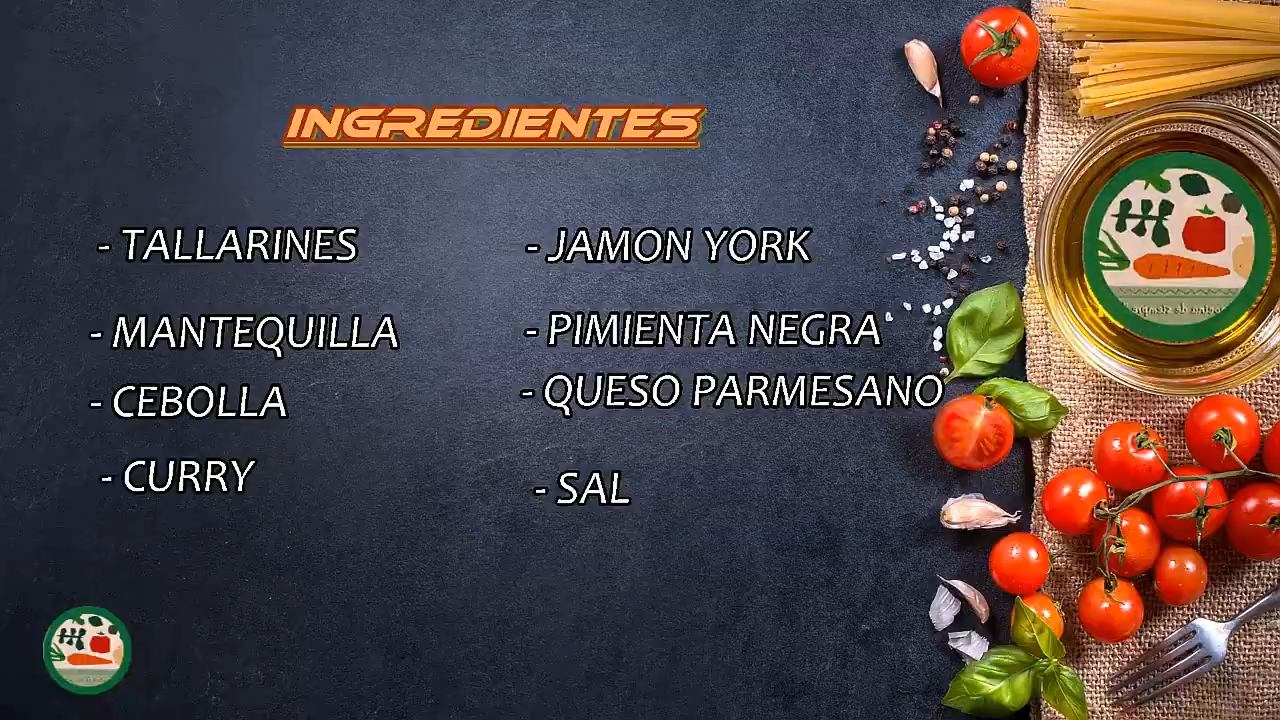 INGREDIENTES
- TALLARINES
- MANTEQUILLA
- CEBOLLA
- CURRY
- JAMON YORK
- PIMIENTA NEGRA
- QUESO PARMESANO
- SAL